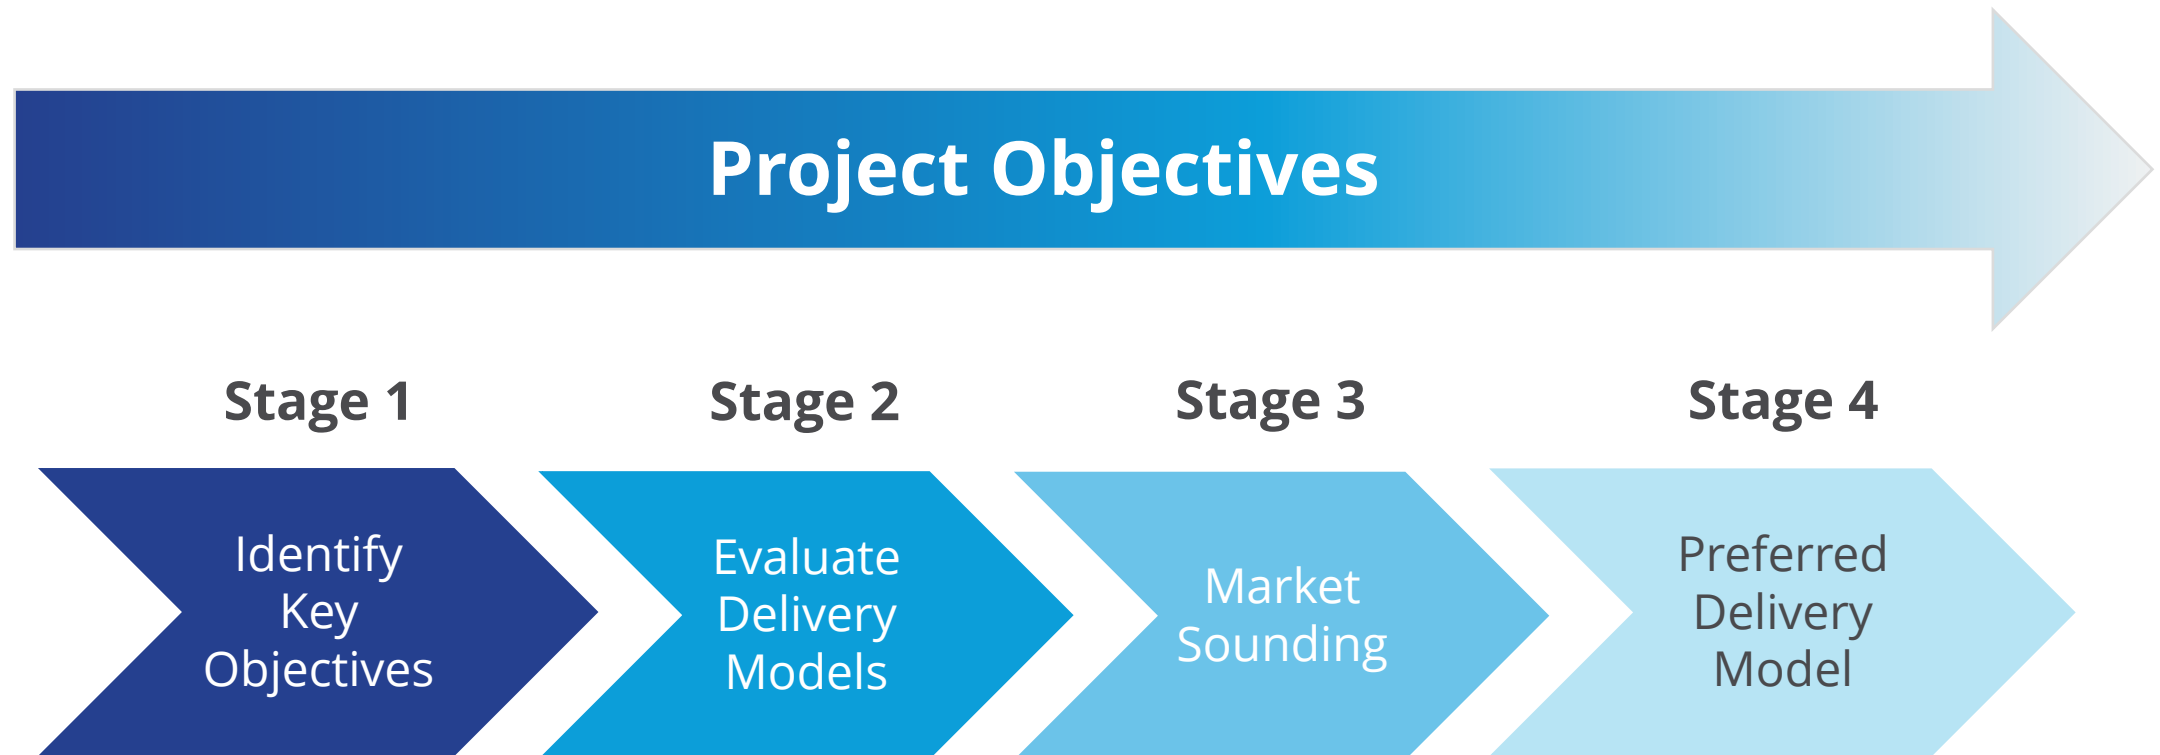 Project Objectives
Stage 1
Stage 2
Stage 3
Stage 4
Identify
Key
Objectives
Evaluate
Delivery
Models
Market
Sounding
Preferred
Delivery
Model